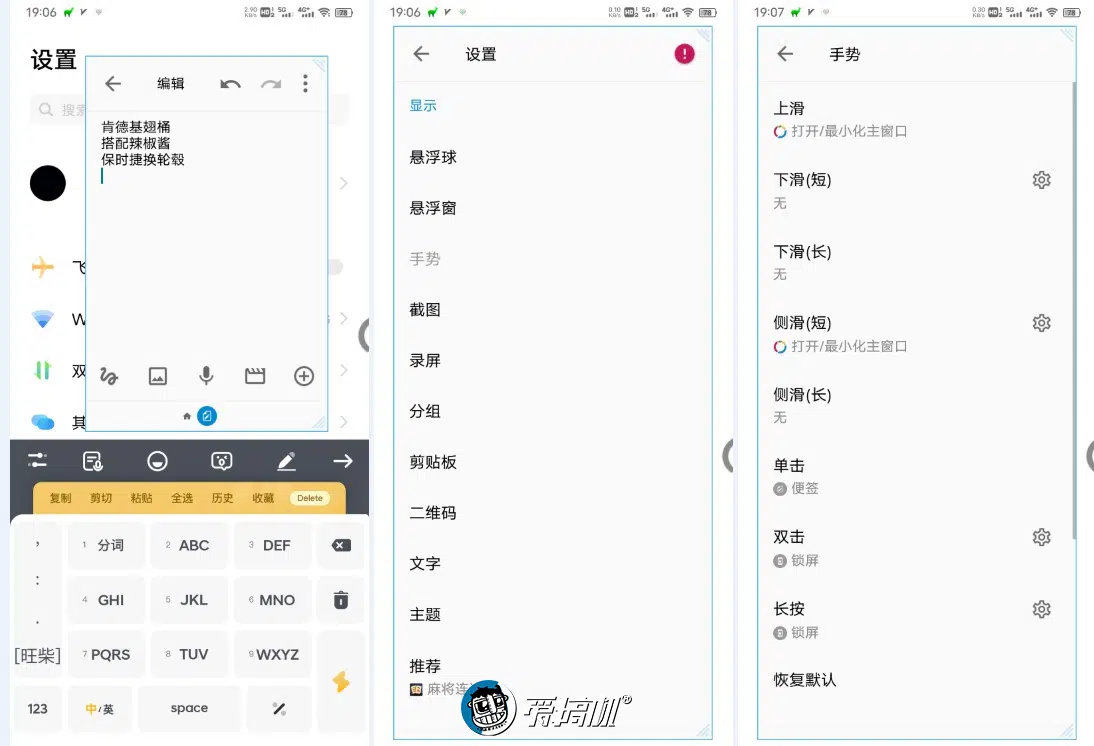 19:06
2.90 KB/s HD 5G 4G+ 78
设置
搜索
编辑
肯德基翅桶
搭配辣椒酱
保时捷换轮毂
飞
W
双
其
复制 剪切 粘贴 全选 历史 收藏 Delete
, 1 分词 2 ABC 3 DEF
: 4 GHI 5 JKL 6 MNO
.
[旺柴] 7 PQRS 8 TUV 9 WXYZ
123 中/英 space
19:06
0.10 KB/s HD 5G 4G+ 78
设置
显示
悬浮球
悬浮窗
手势
截图
录屏
分组
剪贴板
二维码
文字
主题
推荐
麻将连
爱搞机®
19:07
0.30 KB/s HD 5G 4G+ 78
手势
上滑
打开/最小化主窗口
下滑(短)
无
下滑(长)
无
侧滑(短)
打开/最小化主窗口
侧滑(长)
无
单击
便签
双击
锁屏
长按
锁屏
恢复默认